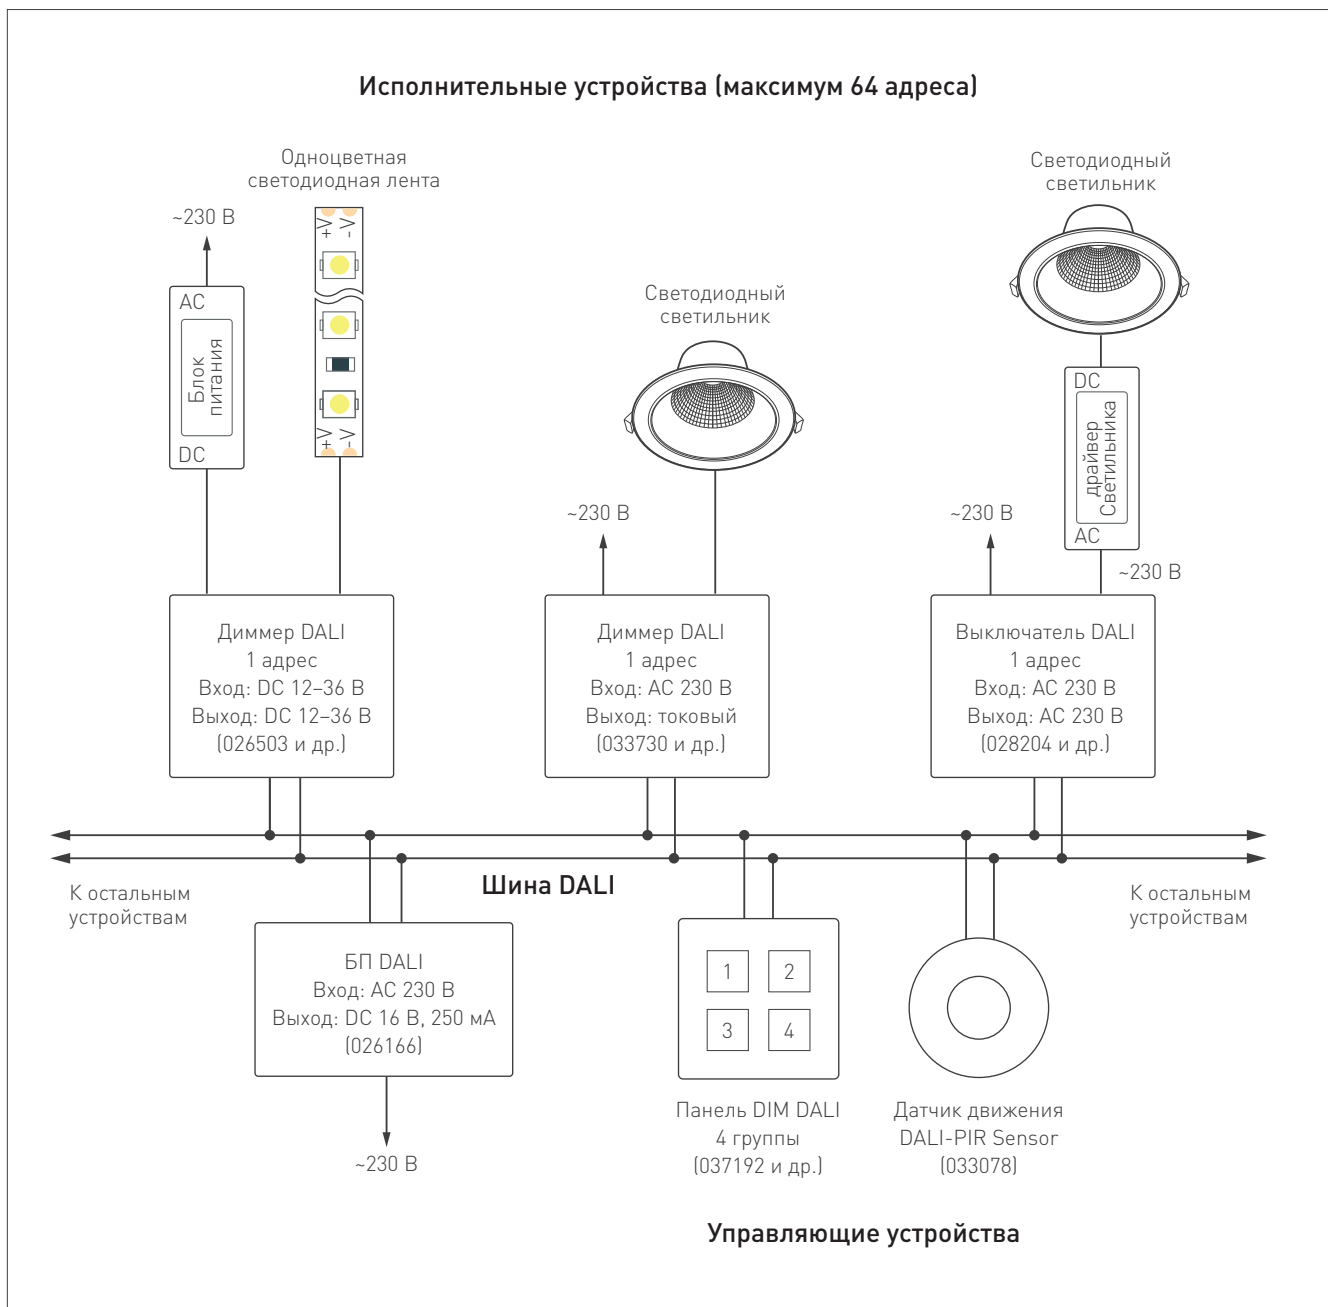 Исполнительные устройства (максимум 64 адреса)
Одноцветная
светодиодная лента
~230 В
AC
Блок
питания
DC
+V
-V
+V
-V
Светодиодный
светильник
Светодиодный
светильник
DC
драйвер
Светильника
AC
~230 В
~230 В
~230 В
Диммер DALI
1 адрес
Вход: DC 12–36 В
Выход: DC 12–36 В
(026503 и др.)
Диммер DALI
1 адрес
Вход: AC 230 В
Выход: токовый
(033730 и др.)
Выключатель DALI
1 адрес
Вход: AC 230 В
Выход: AC 230 В
(028204 и др.)
К остальным
устройствам
Шина DALI
К остальным
устройствам
БП DALI
Вход: AC 230 В
Выход: DC 16 В, 250 мА
(026166)
~230 В
1 2
3 4
Панель DIM DALI
4 группы
(037192 и др.)
Датчик движения
DALI-PIR Sensor
(033078)
Управляющие устройства